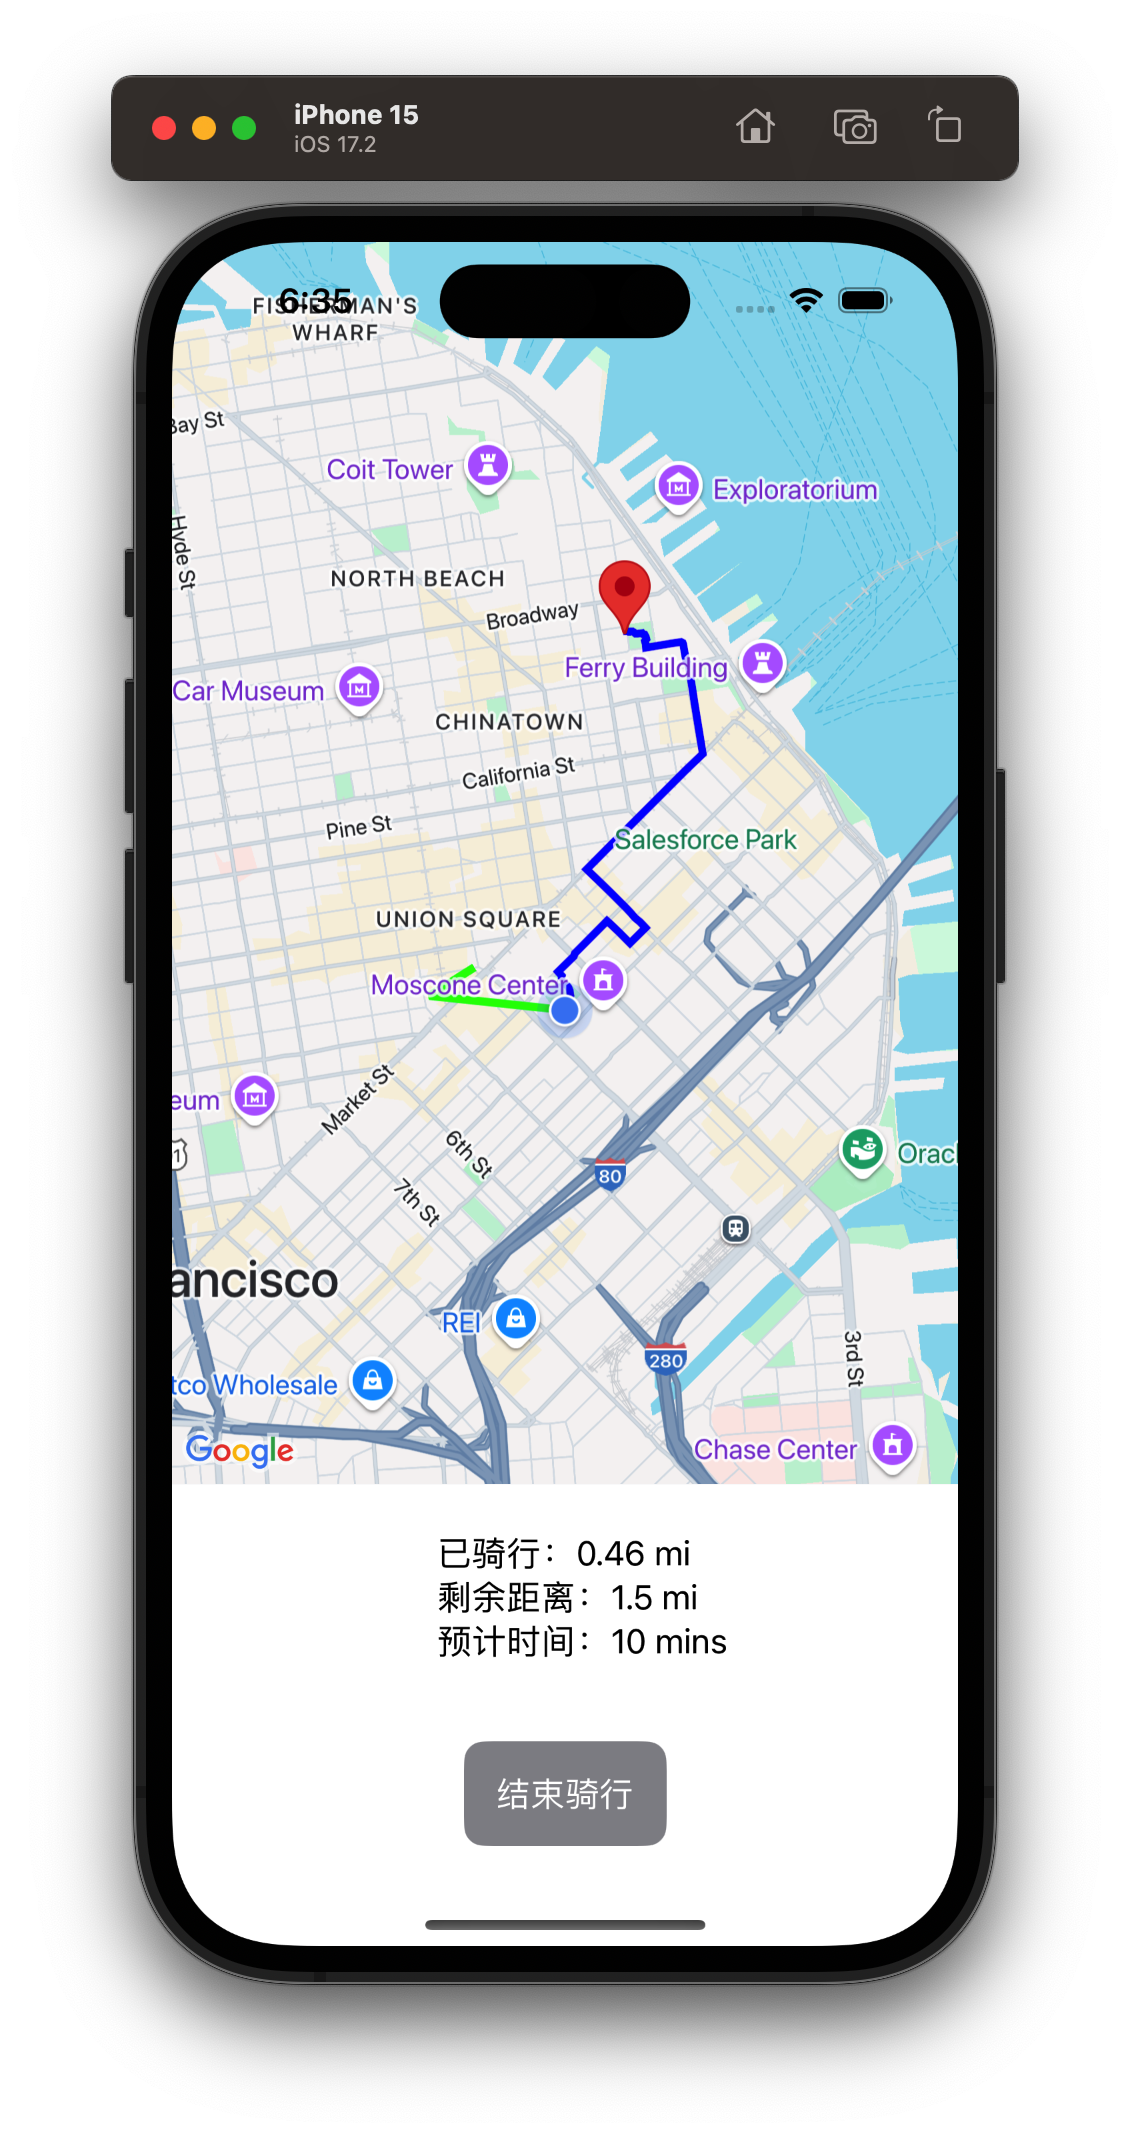 iPhone 15
iOS 17.2
6:35
FISHERMAN'S
WHARF
Bay St
Coit Tower
Exploratorium
Hyde St
NORTH BEACH
Broadway
Ferry Building
Car Museum
CHINATOWN
California St
Pine St
Salesforce Park
UNION SQUARE
Moscone Center
eum
Market St
6th St
7th St
1
80
Oracl
ancisco
REI
280
3rd St
tco Wholesale
Google
Chase Center
已骑行：0.46 mi
剩余距离：1.5 mi
预计时间：10 mins
结束骑行